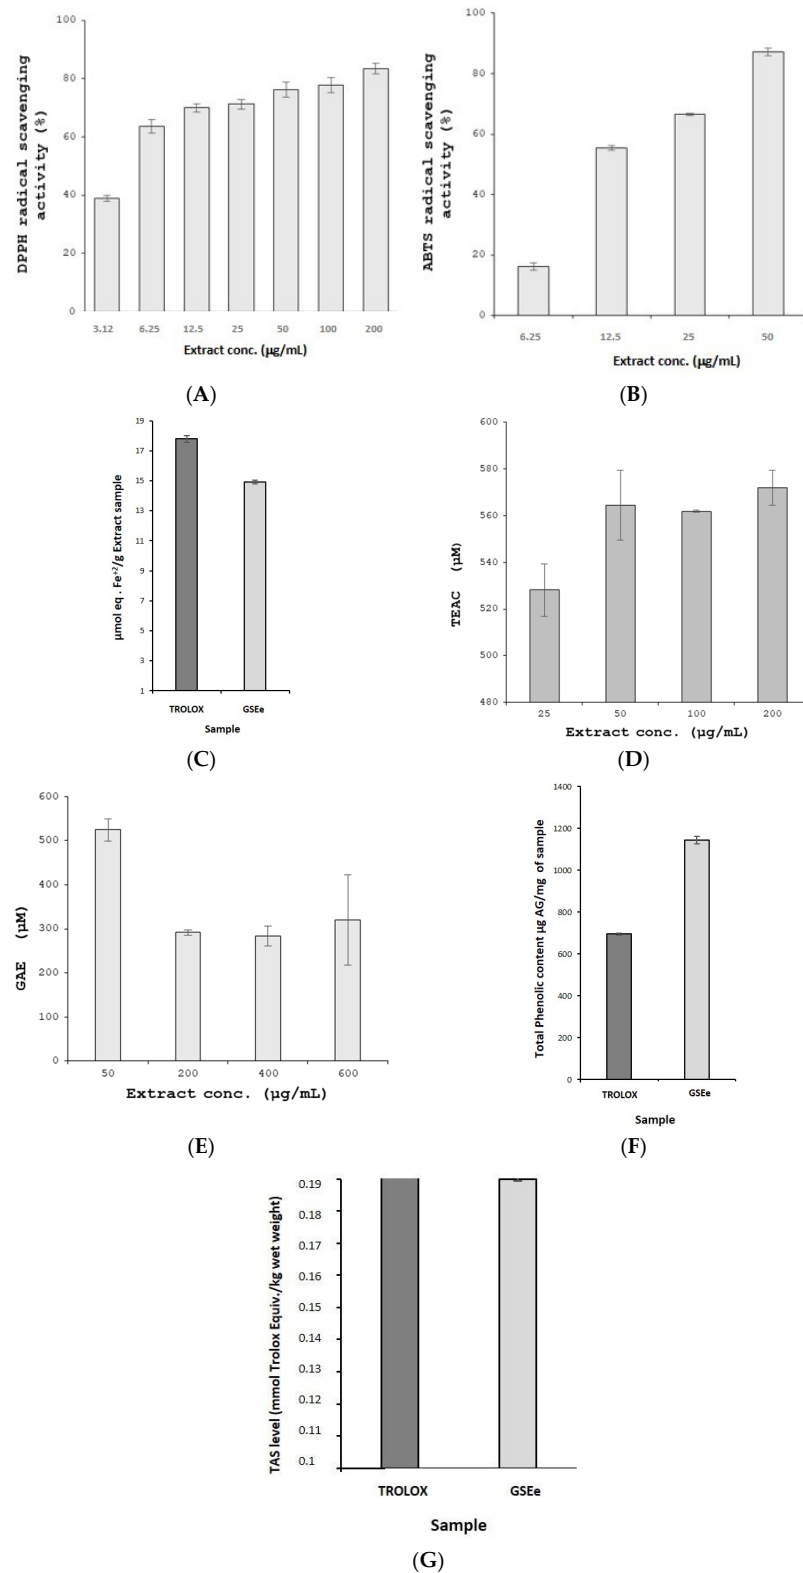 100
80
60
40
20
0
DPPH radical scavenging
activity (%)
3.12 6.25 12.5 25 50 100 200
Extract conc. (µg/mL)
(A)
100
80
60
40
20
0
ABTS radical scavenging
activity (%)
6.25 12.5 25 50
Extract conc. (µg/mL)
(B)
19
17
15
13
11
9
7
5
3
1
µmol eq . Fe⁺²/g Extract sample
TROLOX GSEe
Sample
(C)
600
580
560
540
520
500
480
TEAC (µM)
25 50 100 200
Extract conc. (µg/mL)
(D)
600
500
400
300
200
100
0
GAE (µM)
50 200 400 600
Extract conc. (µg/mL)
(E)
1400
1200
1000
800
600
400
200
0
Total Phenolic content µg AG/mg of sample
TROLOX GSEe
Sample
(F)
0.19
0.18
0.17
0.16
0.15
0.14
0.13
0.12
0.11
0.1
TAS level (mmol Trolox Equiv./kg wet weight)
TROLOX GSEe
Sample
(G)